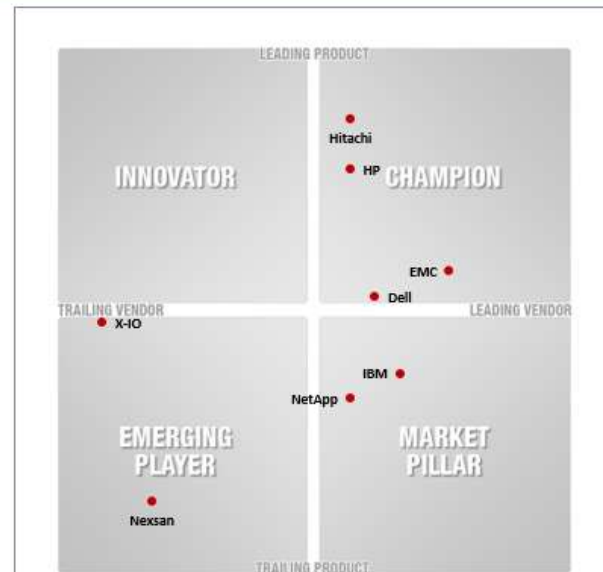 LEADING PRODUCT
Hitachi
INNOVATOR
HP
CHAMPION
EMC
Dell
TRAILING VENDOR
LEADING VENDOR
X-IO
IBM
NetApp
EMERGING
PLAYER
MARKET
PILLAR
Nexsan
TRAILING PRODUCT